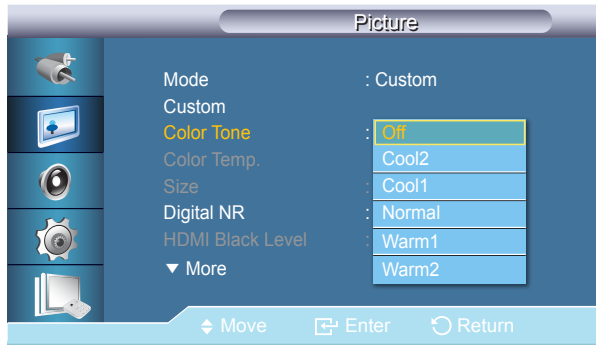 Picture
Mode : Custom
Custom
Color Tone : Off
Color Temp. Cool2
Size : Cool1
Digital NR : Normal
HDMI Black Level : Warm1
▼ More Warm2
Move Enter Return